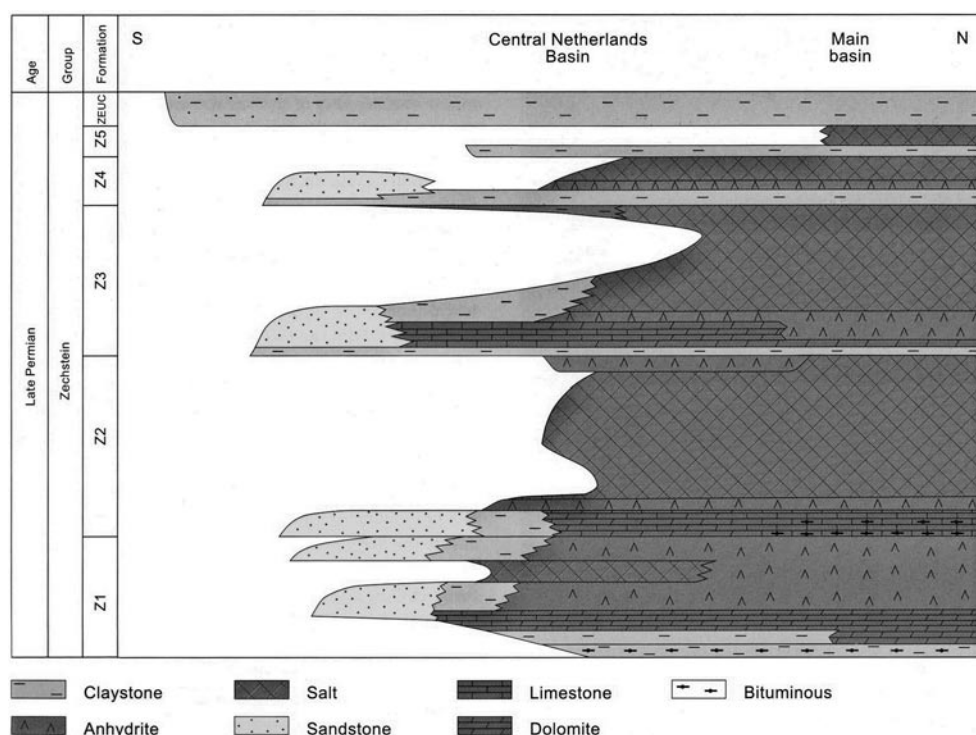 Age
Group
Formation
S
Central Netherlands
Basin
Main
basin
N
Late Permian
Zechstein
ZEUC
Z5
Z4
Z3
Z2
Z1
Claystone
Salt
Limestone
Bituminous
Anhydrite
Sandstone
Dolomite